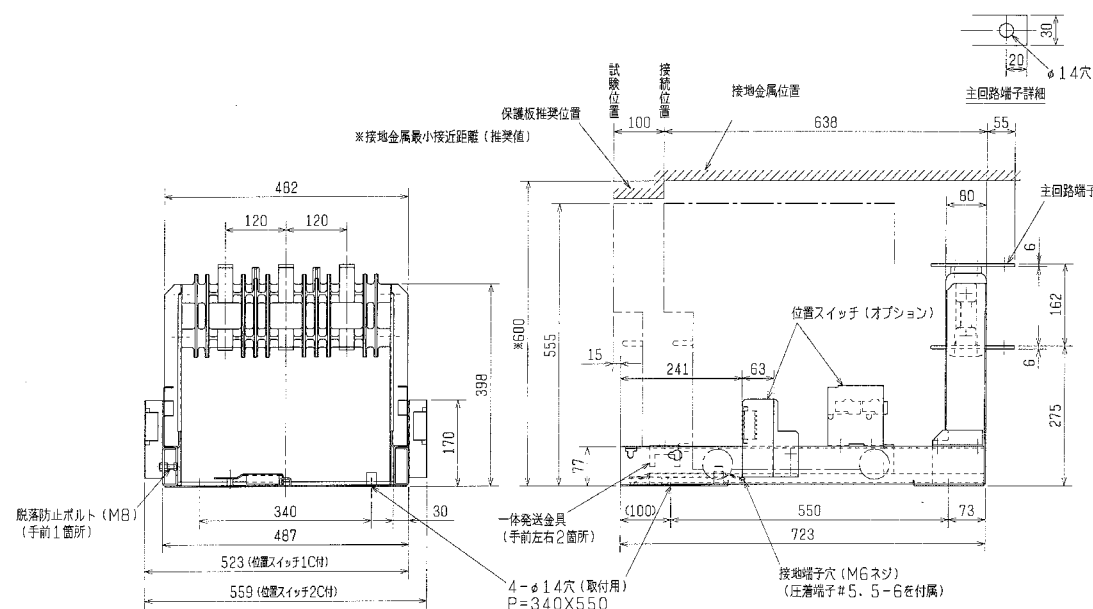 30
20
φ14穴
主回路端子詳細
試験位置
接続位置
接地金属位置
保護板推奨位置
※接地金属最小接近距離(推奨値)
100
638
55
482
120
120
80
主回路端子
6
162
位置スイッチ(オプション)
※600
555
15
241
63
6
275
398
170
77
脱落防止ボルト(M8)
(手前1箇所)
340
30
487
523(位置スイッチ1C付)
559(位置スイッチ2C付)
一体発送金具
(手前左右2箇所)
(100)
550
73
723
4-φ14穴(取付用)
P=340X550
接地端子穴(M6ネジ)
(圧着端子#5.5-6を付属)